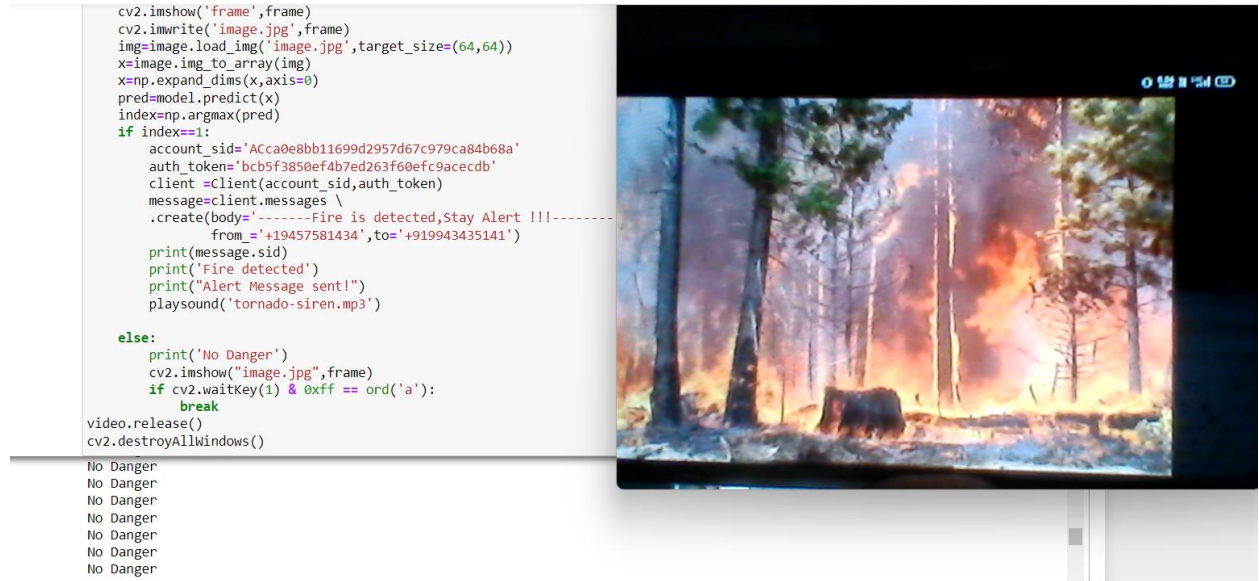 cv2.imshow('frame',frame)
cv2.imwrite('image.jpg',frame)
img=image.load_img('image.jpg',target_size=(64,64))
x=image.img_to_array(img)
x=np.expand_dims(x,axis=0)
pred=model.predict(x)
index=np.argmax(pred)
if index==1:
account_sid='ACca0e8bb11699d2957d67c979ca84b68a'
auth_token='bcb5f3850ef4b7ed263f60efc9acecdb'
client =Client(account_sid,auth_token)
message=client.messages \
.create(body='-------Fire is detected,Stay Alert !!!--------
from_='+19457581434',to='+919943435141')
print(message.sid)
print('Fire detected')
print("Alert Message sent!")
playsound('tornado-siren.mp3')
else:
print('No Danger')
cv2.imshow("image.jpg",frame)
if cv2.waitKey(1) & 0xff == ord('a'):
break
video.release()
cv2.destroyAllWindows()
No Danger
No Danger
No Danger
No Danger
No Danger
No Danger
No Danger